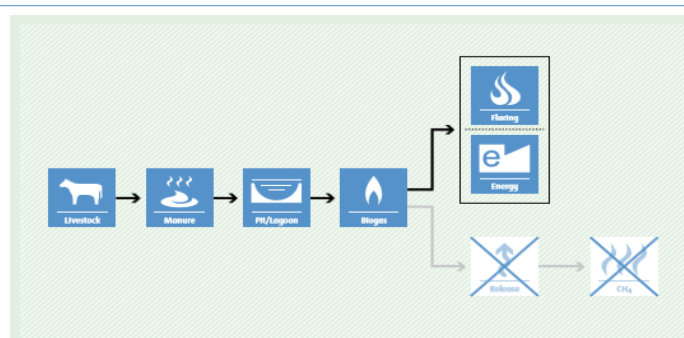 Flaring
e
Energy
Livestock
Manure
Pit/Lagoon
Biogas
Release
CH₄